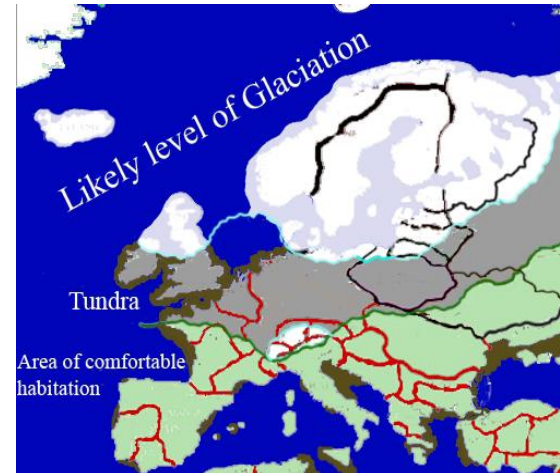 Likely level of Glaciation
Tundra
Area of comfortable
habitation